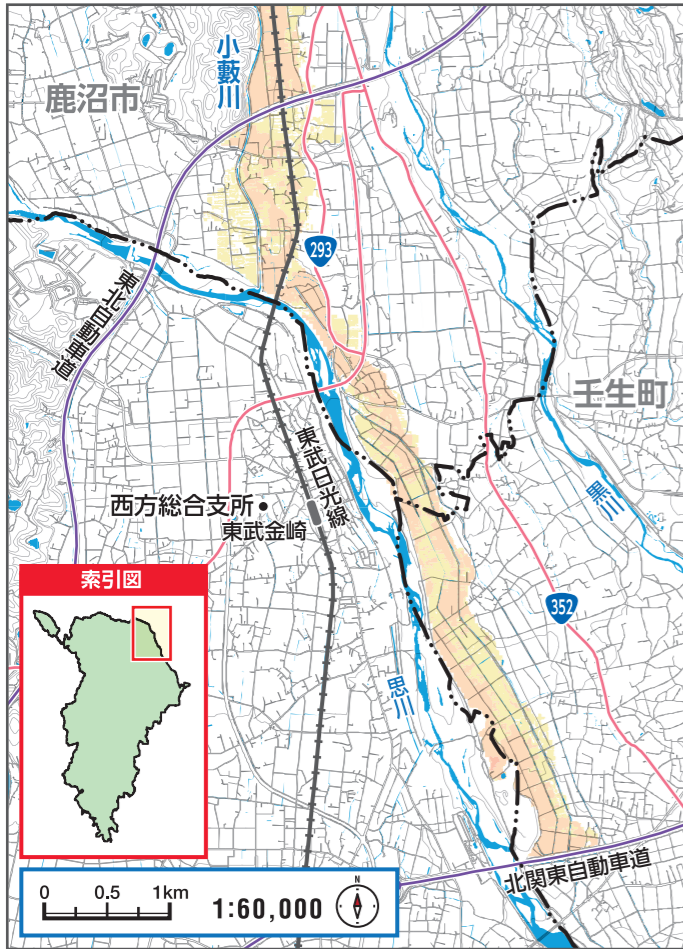 小藪川
鹿沼市
293
東北自動車道
壬生町
東武日光線
西方総合支所
東武金崎
黒川
索引図
352
思川
北関東自動車道
0 0.5 1km
1:60,000
N